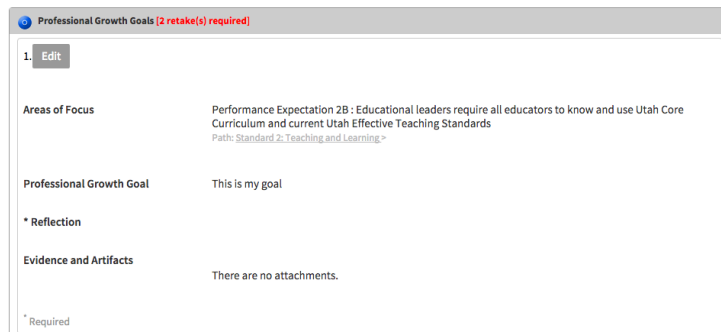 Professional Growth Goals [2 retake(s) required]
1. Edit
Areas of Focus
Performance Expectation 2B : Educational leaders require all educators to know and use Utah Core
Curriculum and current Utah Effective Teaching Standards
Path: Standard 2: Teaching and Learning >
Professional Growth Goal
This is my goal
* Reflection
Evidence and Artifacts
There are no attachments.
* Required